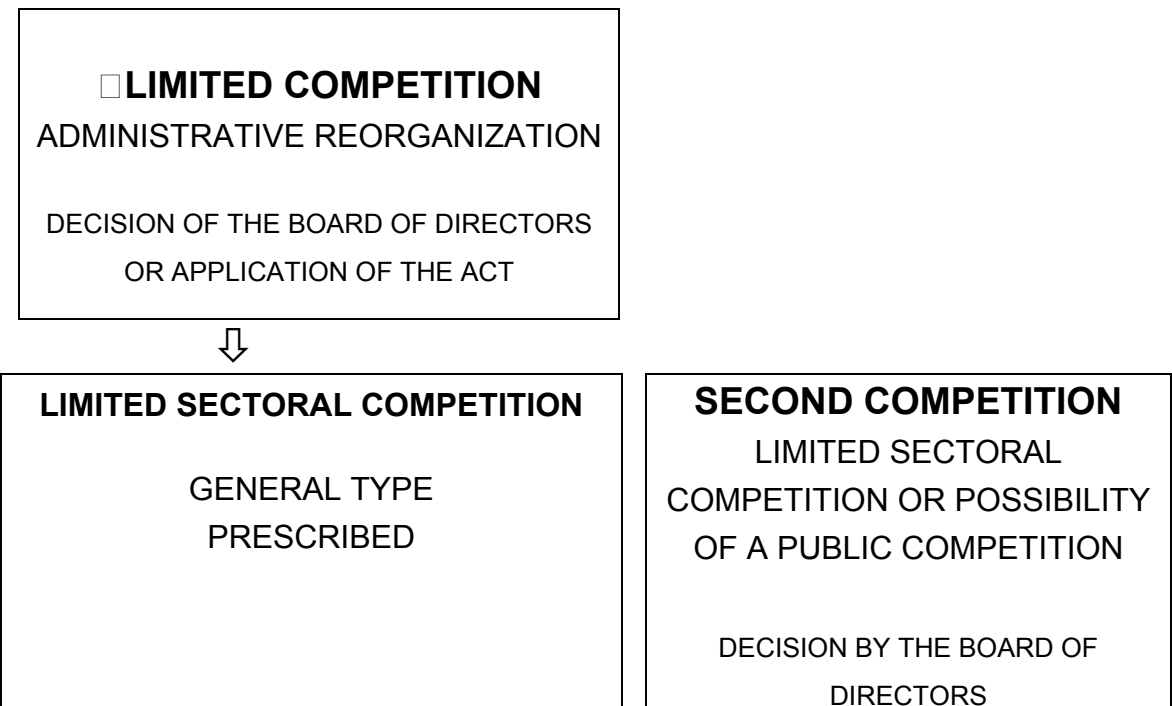 □LIMITED COMPETITION
ADMINISTRATIVE REORGANIZATION
DECISION OF THE BOARD OF DIRECTORS
OR APPLICATION OF THE ACT
⇩
LIMITED SECTORAL COMPETITION
GENERAL TYPE
PRESCRIBED
SECOND COMPETITION
LIMITED SECTORAL
COMPETITION OR POSSIBILITY
OF A PUBLIC COMPETITION
DECISION BY THE BOARD OF
DIRECTORS